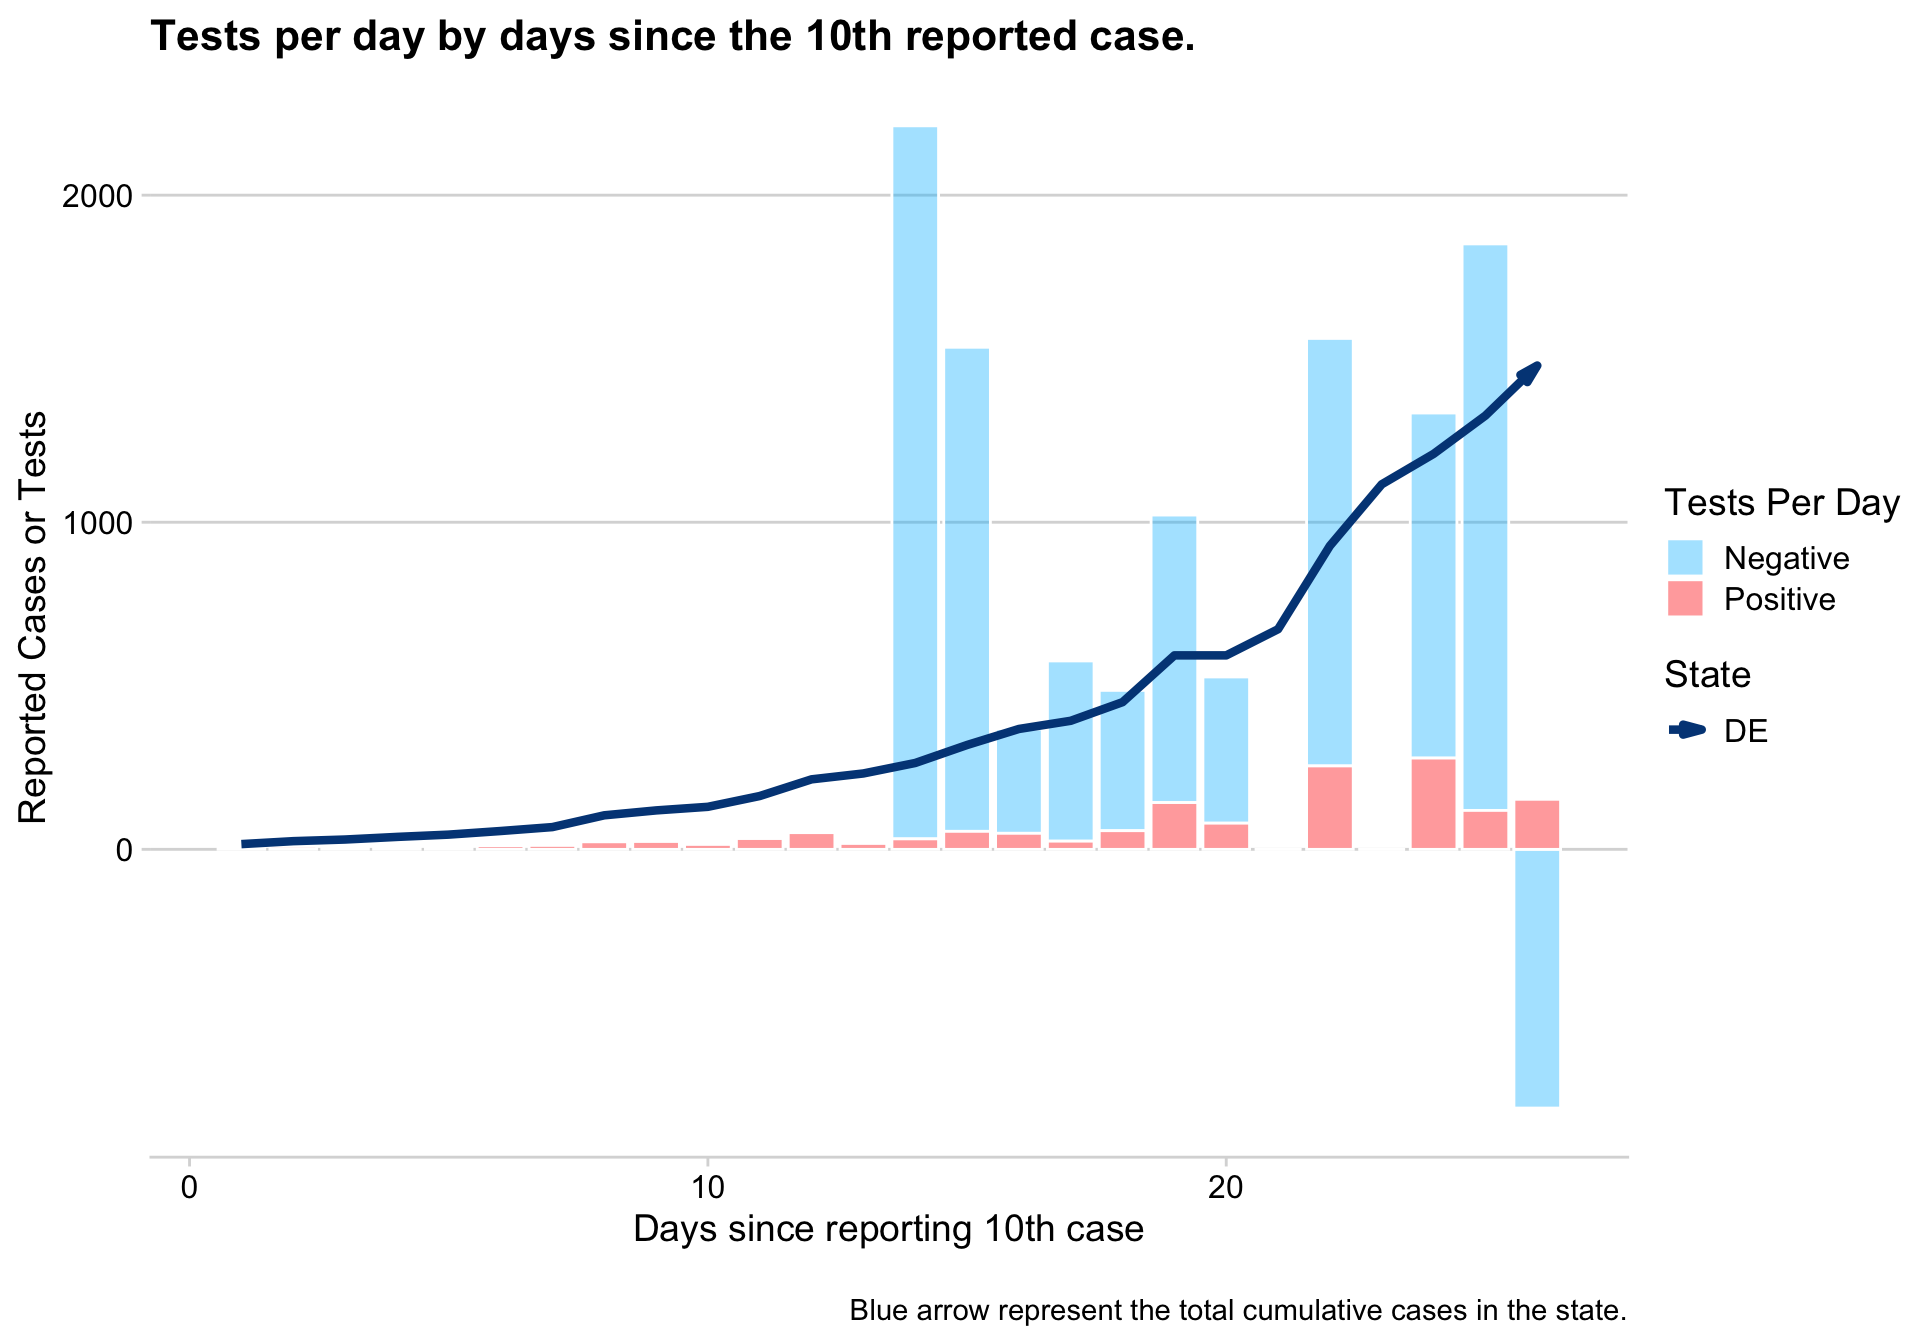 Tests per day by days since the 10th reported case.
Reported Cases or Tests
2000
1000
0
0
10
20
Days since reporting 10th case
Tests Per Day
Negative
Positive
State
DE
Blue arrow represent the total cumulative cases in the state.